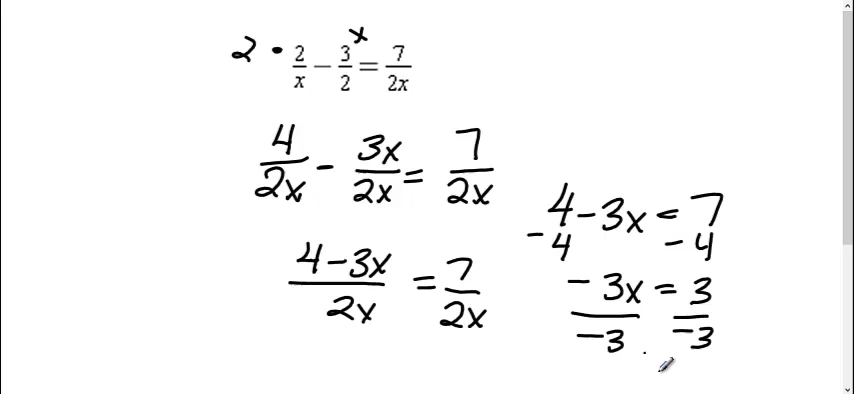 2 • 2/x − 3/2 x = 7/2x
4/2x − 3x/2x = 7/2x
4−3x/2x = 7/2x
4−3x = 7
−4 −4
−3x = 3
−3 −3